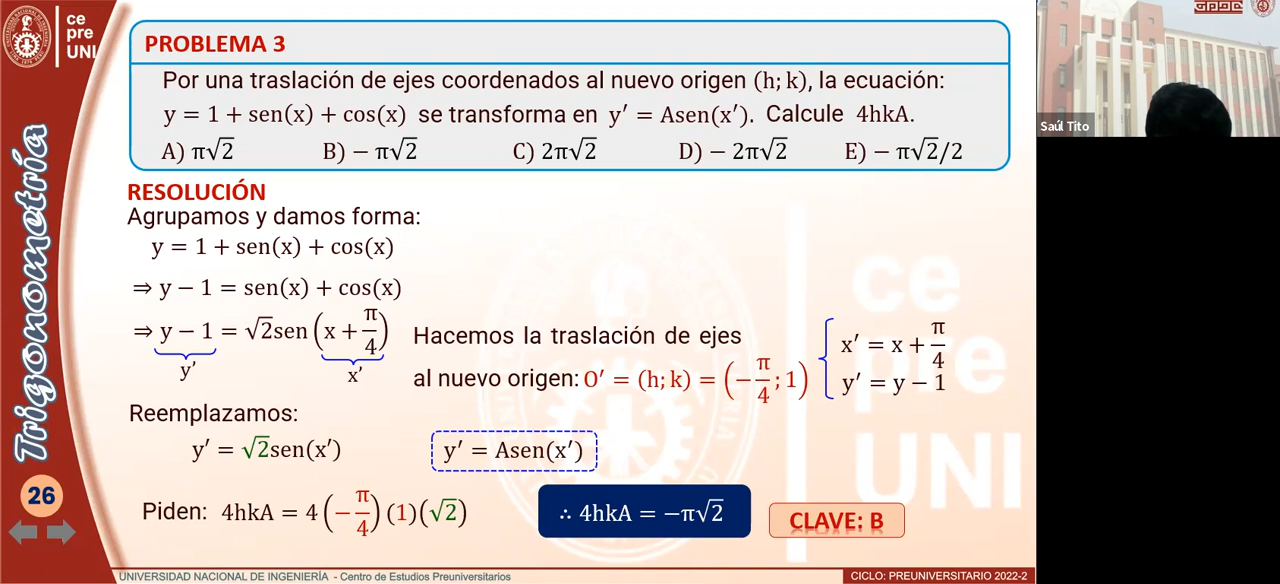 ce
pre
UNI
PROBLEMA 3
Por una traslación de ejes coordenados al nuevo origen (h; k), la ecuación:
y = 1 + sen(x) + cos(x) se transforma en y′ = Asen(x′). Calcule 4hkA.
A) π√2 B) − π√2 C) 2π√2 D) − 2π√2 E) − π√2/2
Saúl Tito
RESOLUCIÓN
Agrupamos y damos forma:
y = 1 + sen(x) + cos(x)
⇒ y − 1 = sen(x) + cos(x)
⇒ y − 1 = √2sen(x + π/4)
y′ x′
Hacemos la traslación de ejes
al nuevo origen: O′ = (h; k) = (−π/4; 1)
x′ = x + π/4
y′ = y − 1
Reemplazamos:
y′ = √2sen(x′) y′ = Asen(x′)
Piden: 4hkA = 4(−π/4)(1)(√2) ∴ 4hkA = −π√2 CLAVE: B
Trigonometría
26
ce
pre
UNI
UNIVERSIDAD NACIONAL DE INGENIERÍA - Centro de Estudios Preuniversitarios CICLO: PREUNIVERSITARIO 2022-2